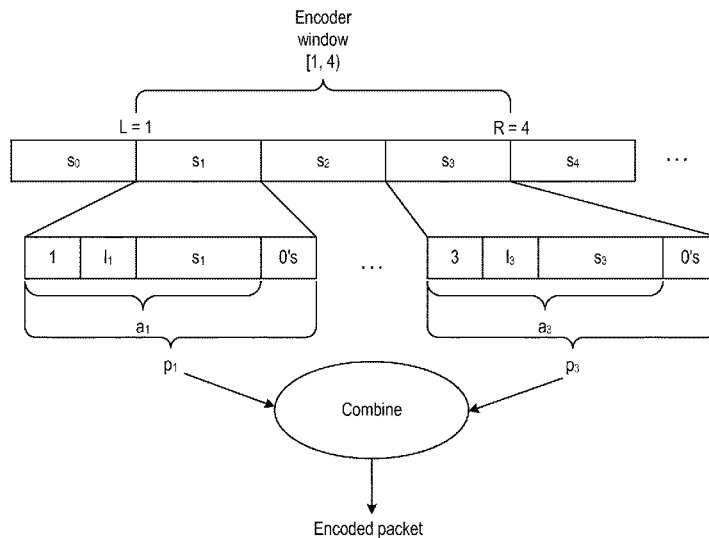 Encoder
window
[1, 4)
L = 1 R = 4
s₀ s₁ s₂ s₃ s₄ ...
1 l₁ s₁ 0's ... 3 l₃ s₃ 0's
a₁ a₃
p₁ p₃
Combine
Encoded packet